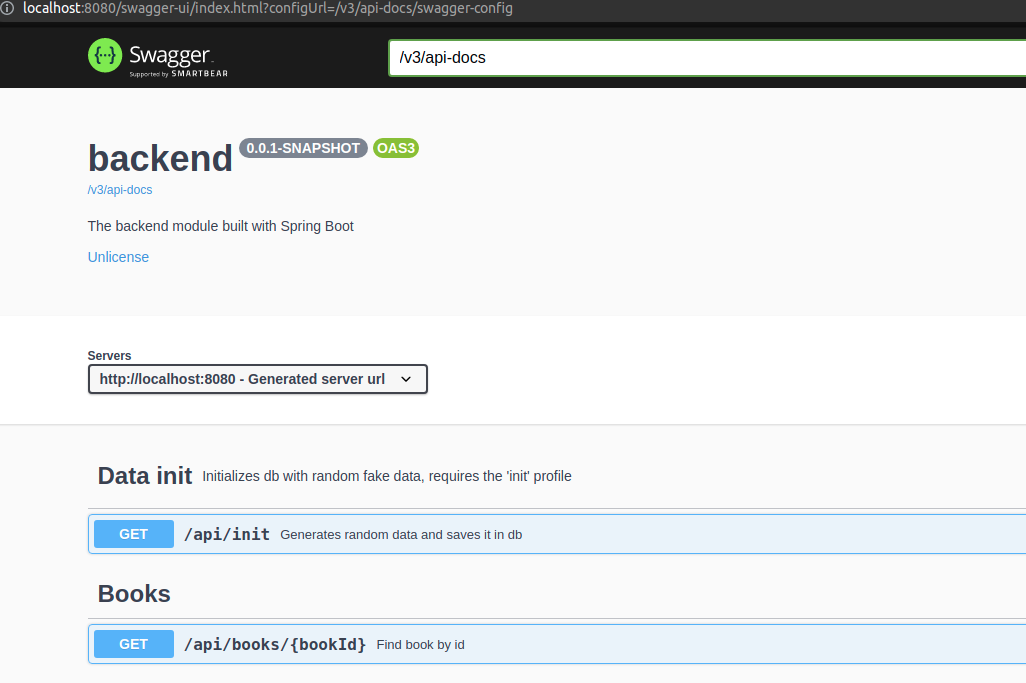 localhost:8080/swagger-ui/index.html?configUrl=/v3/api-docs/swagger-config
Swagger
Supported by SMARTBEAR
/v3/api-docs
backend 0.0.1-SNAPSHOT OAS3
/v3/api-docs
The backend module built with Spring Boot
Unlicense
Servers
http://localhost:8080 - Generated server url
Data init Initializes db with random fake data, requires the 'init' profile
GET /api/init Generates random data and saves it in db
Books
GET /api/books/{bookId} Find book by id